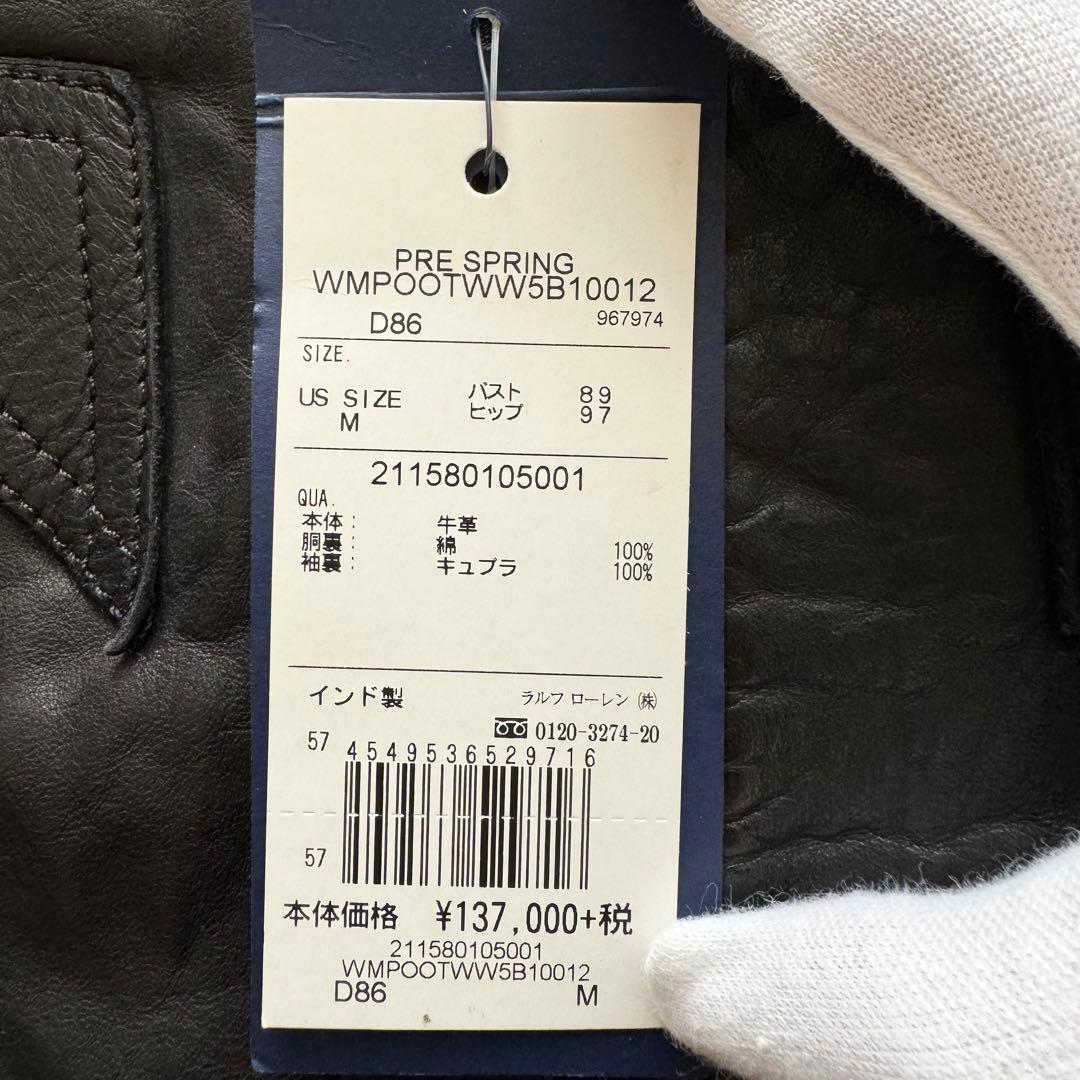 PRE SPRING
WMPOOTWW5B10012
D86 967974
SIZE.
US SIZE バスト 89
M ヒップ 97
211580105001
QUA.
本体: 牛革
胴裏: 綿 100%
袖裏: キュプラ 100%
インド製 ラルフ ローレン ㈱
0120-3274-20
57 4549536529716
57
本体価格 ¥137,000+税
211580105001
WMPOOTWW5B10012
D86 M